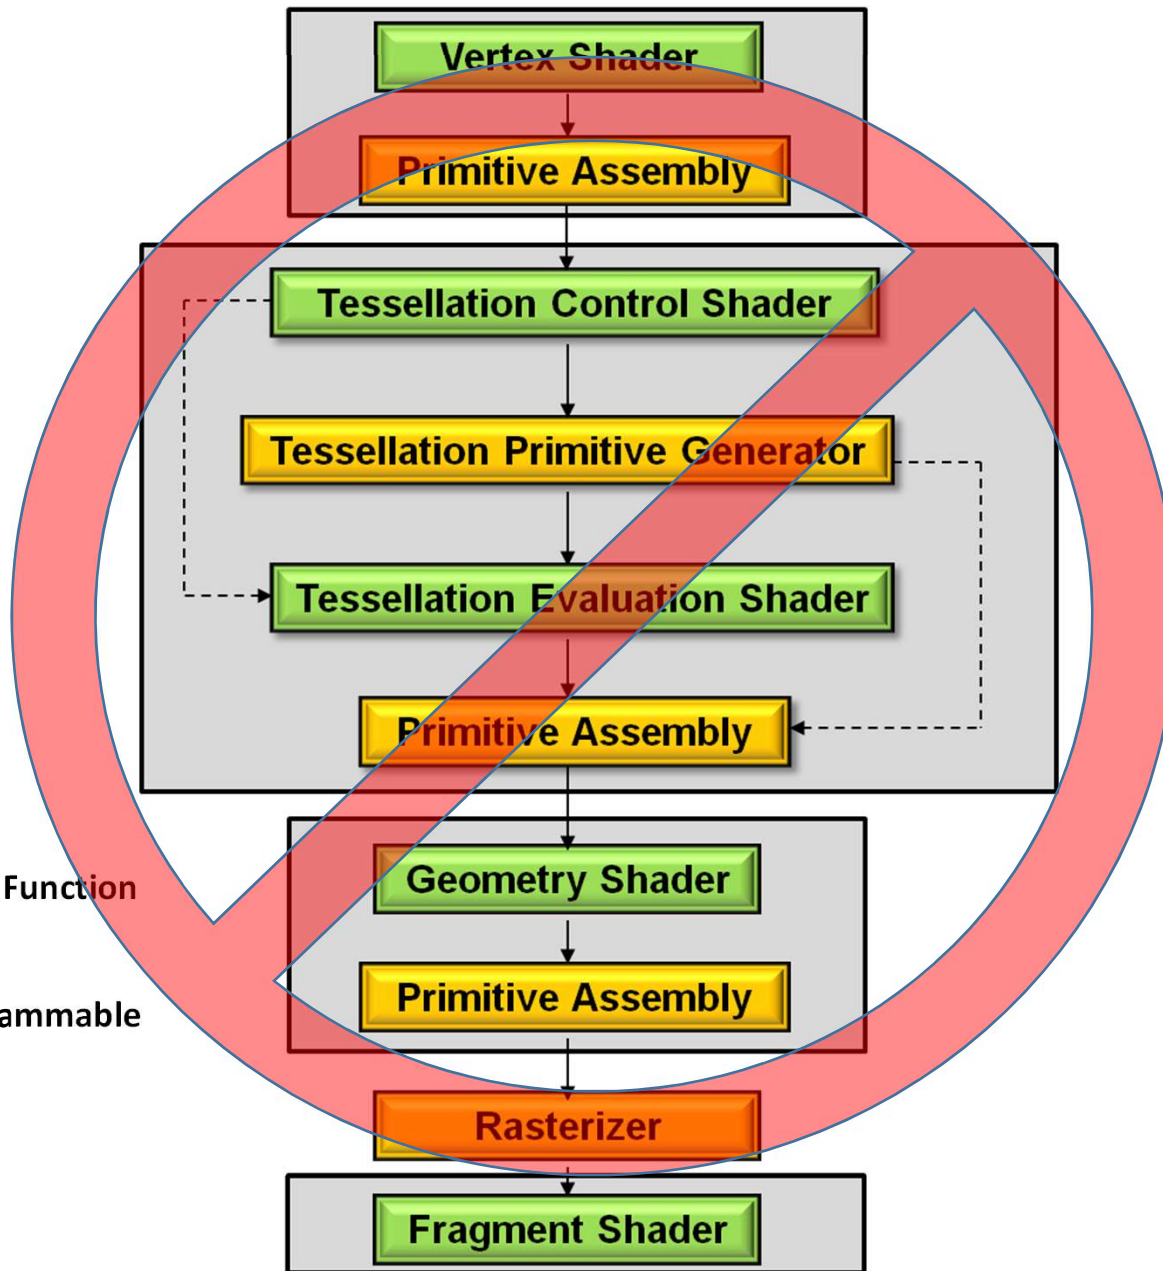 Vertex Shader
Primitive Assembly
Tessellation Control Shader
Tessellation Primitive Generator
Tessellation Evaluation Shader
Primitive Assembly
Function
Geometry Shader
Primitive Assembly
ammable
Rasterizer
Fragment Shader